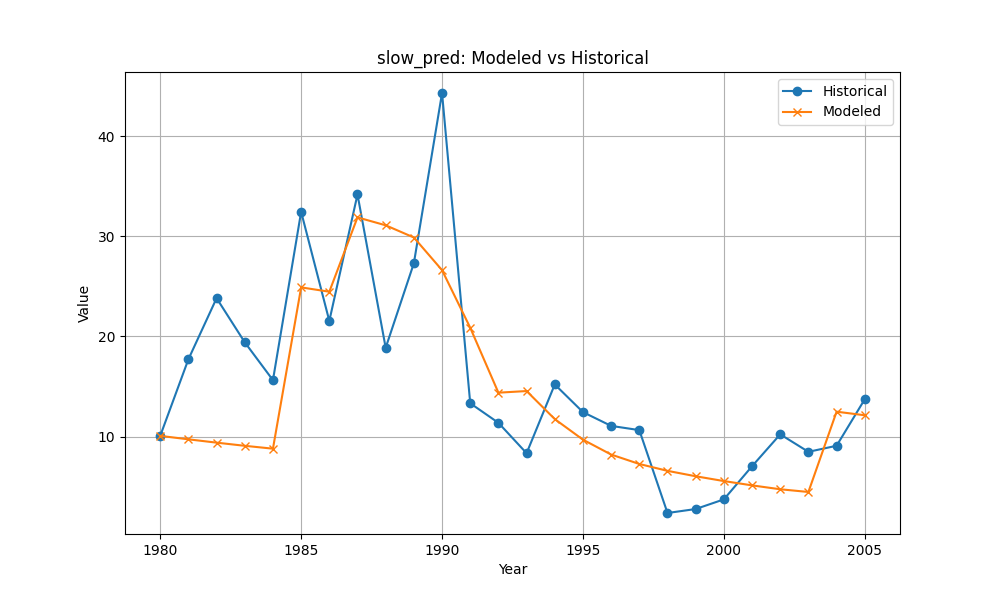 slow_pred: Modeled vs Historical
Historical
Modeled
Value
40
30
20
10
1980 1985 1990 1995 2000 2005
Year